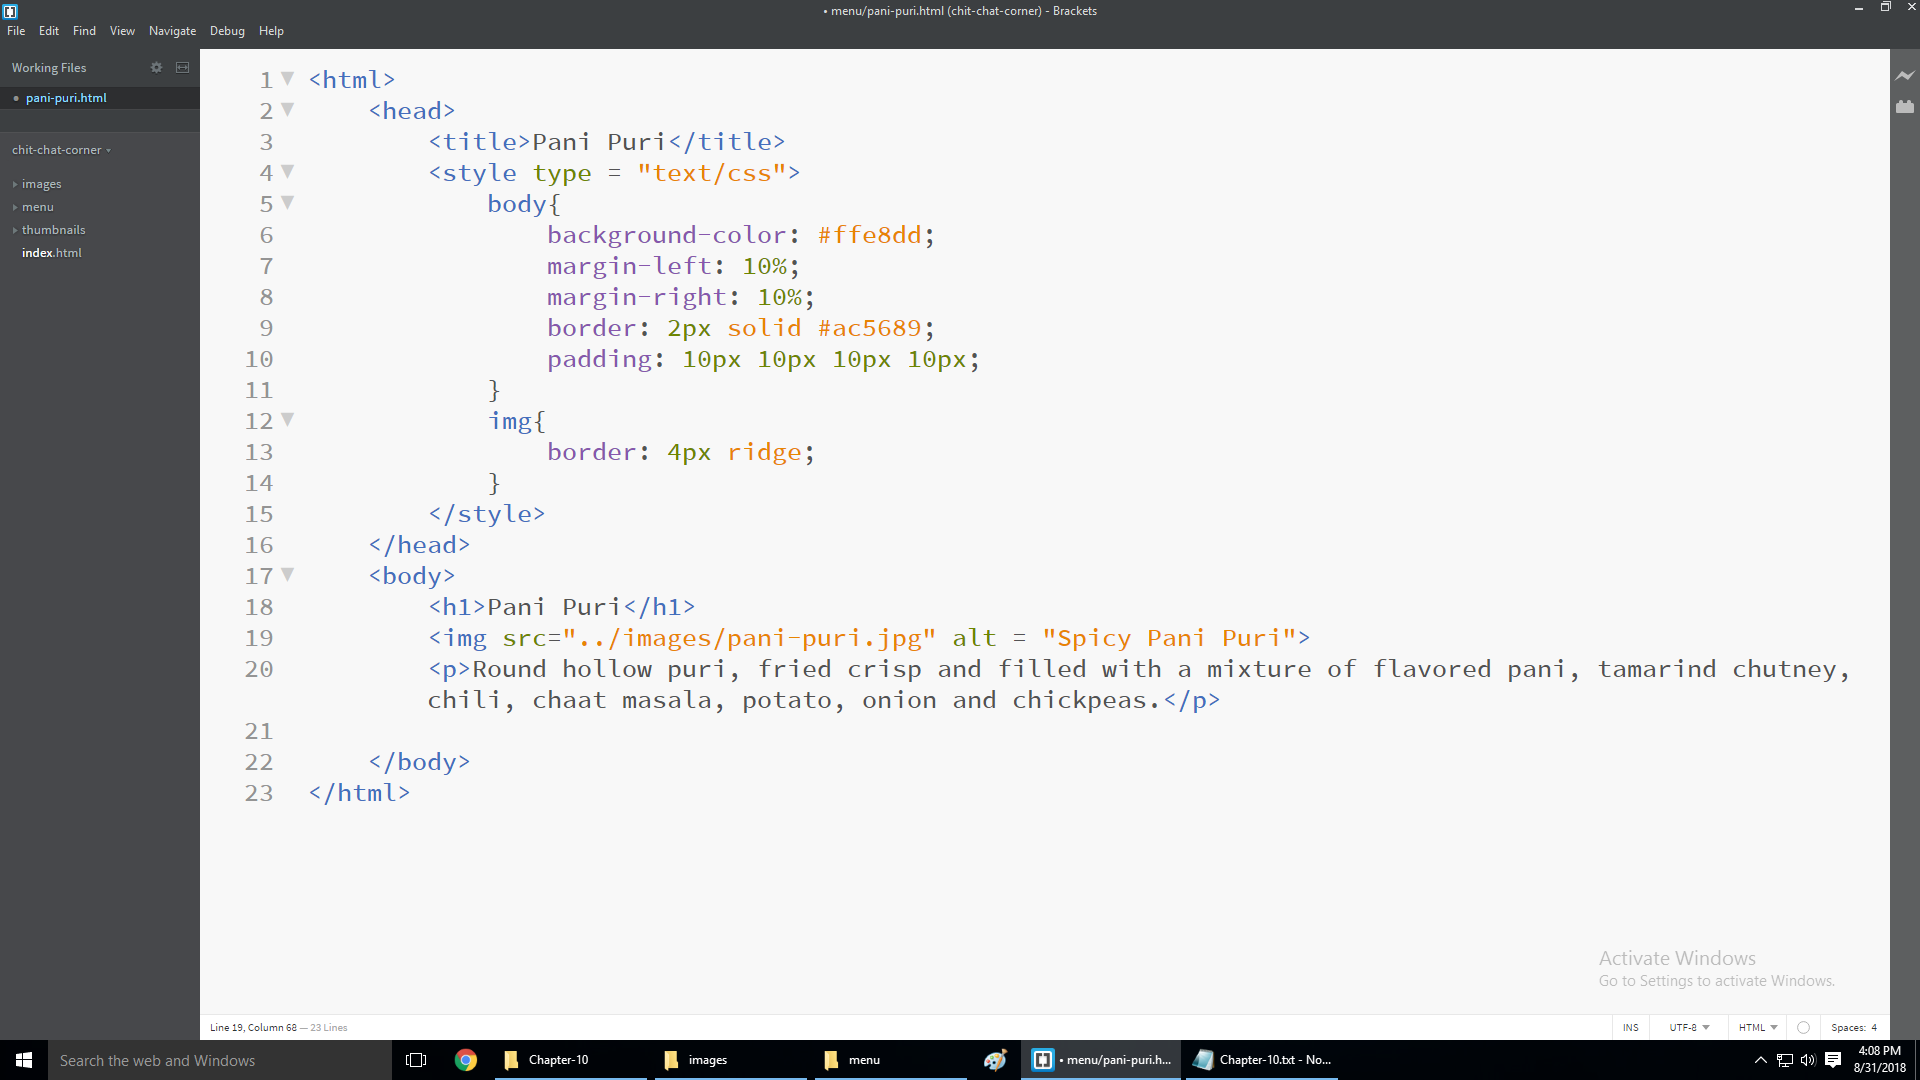 • menu/pani-puri.html (chit-chat-corner) - Brackets
File Edit Find View Navigate Debug Help
Working Files
• pani-puri.html
chit-chat-corner
images
menu
thumbnails
index.html
1 <html>
2 <head>
3 <title>Pani Puri</title>
4 <style type = "text/css">
5 body{
6 background-color: #ffe8dd;
7 margin-left: 10%;
8 margin-right: 10%;
9 border: 2px solid #ac5689;
10 padding: 10px 10px 10px 10px;
11 }
12 img{
13 border: 4px ridge;
14 }
15 </style>
16 </head>
17 <body>
18 <h1>Pani Puri</h1>
19 <img src="../images/pani-puri.jpg" alt = "Spicy Pani Puri">
20 <p>Round hollow puri, fried crisp and filled with a mixture of flavored pani, tamarind chutney,
chili, chaat masala, potato, onion and chickpeas.</p>
21
22 </body>
23 </html>
Activate Windows
Go to Settings to activate Windows.
Line 19, Column 68 — 23 Lines
INS UTF-8 HTML Spaces: 4
Search the web and Windows
Chapter-10
images
menu
• menu/pani-puri.h...
Chapter-10.txt - No...
4:08 PM
8/31/2018